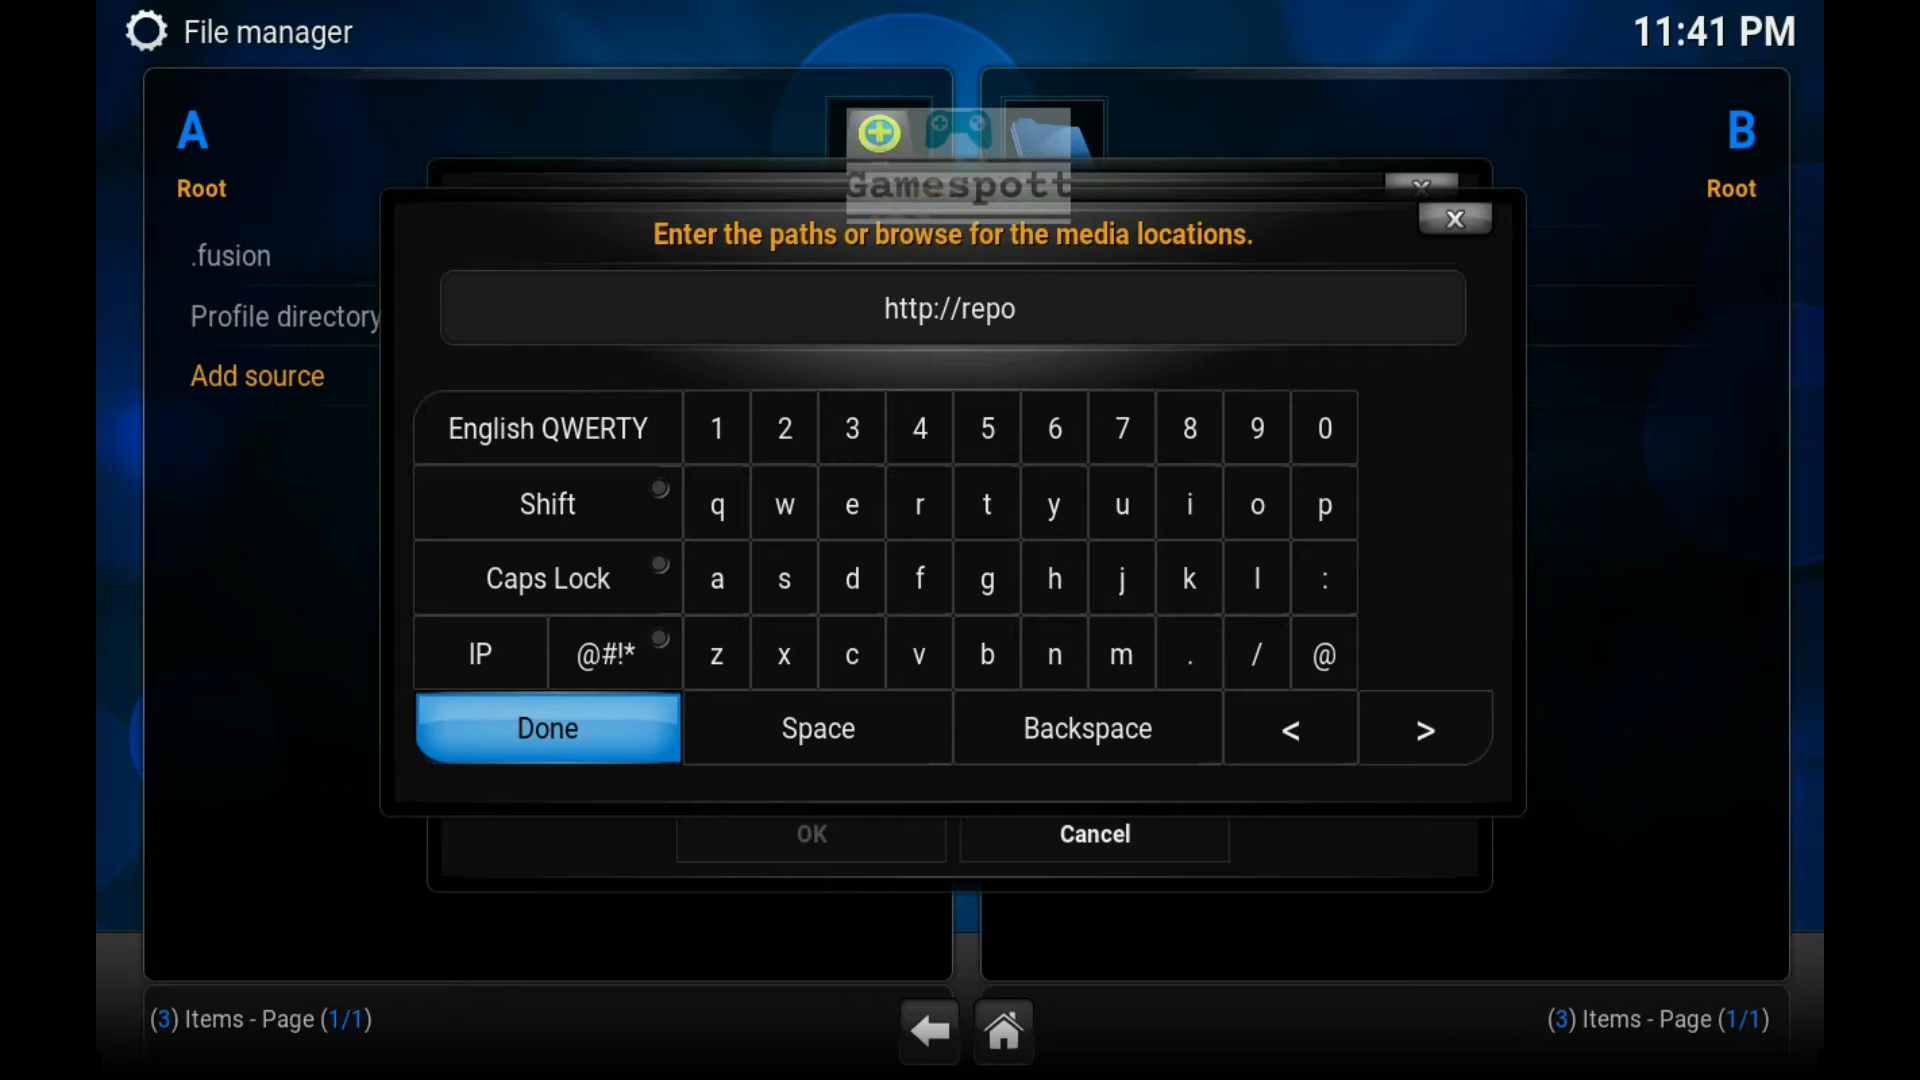 File manager
11:41 PM
A
B
Gamespott
Root
Root
x
x
Enter the paths or browse for the media locations.
.fusion
http://repo
Profile directory
Add source
English QWERTY 1 2 3 4 5 6 7 8 9 0
Shift q w e r t y u i o p
Caps Lock a s d f g h j k l :
IP @#!* z x c v b n m . / @
Done Space Backspace < >
OK Cancel
(3) Items - Page (1/1)
(3) Items - Page (1/1)